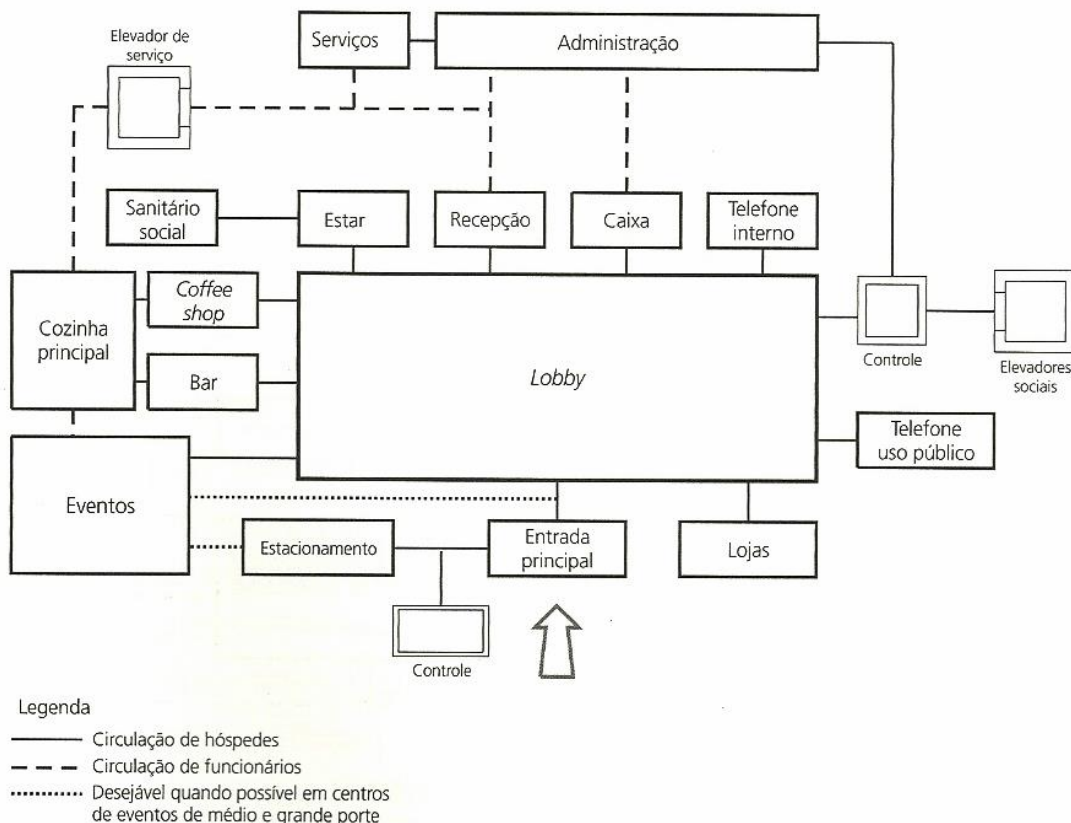 Elevador de
serviço
Serviços
Administração
Sanitário
social
Estar
Recepção
Caixa
Telefone
interno
Coffee
shop
Cozinha
principal
Bar
Lobby
Controle
Elevadores
sociais
Telefone
uso público
Eventos
Estacionamento
Entrada
principal
Lojas
Controle
Legenda
Circulação de hóspedes
Circulação de funcionários
Desejável quando possível em centros
de eventos de médio e grande porte